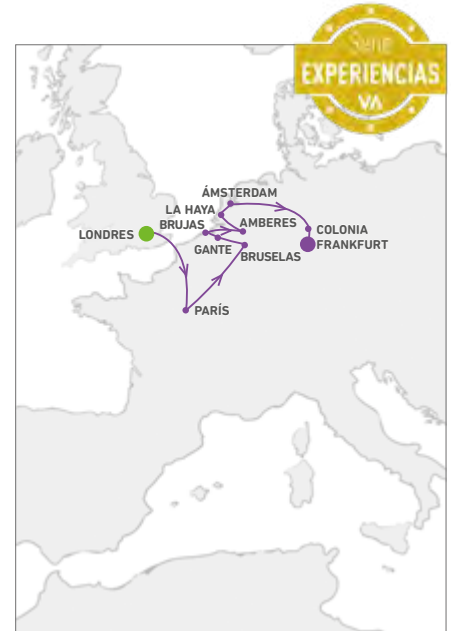 Serie
EXPERIENCIAS
VA
ÁMSTERDAM
LA HAYA
BRUJAS
AMBERES
LONDRES
COLONIA
GANTE
FRANKFURT
BRUSELAS
PARÍS